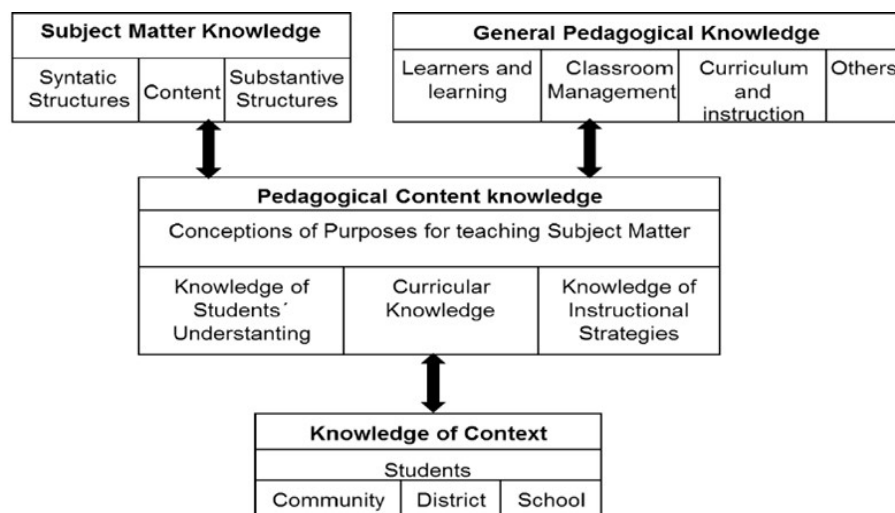 Subject Matter Knowledge
Syntatic
Structures
Content
Substantive
Structures
General Pedagogical Knowledge
Learners and
learning
Classroom
Management
Curriculum
and
instruction
Others
Pedagogical Content knowledge
Conceptions of Purposes for teaching Subject Matter
Knowledge of
Students´
Understanting
Curricular
Knowledge
Knowledge of
Instructional
Strategies
Knowledge of Context
Students
Community
District
School